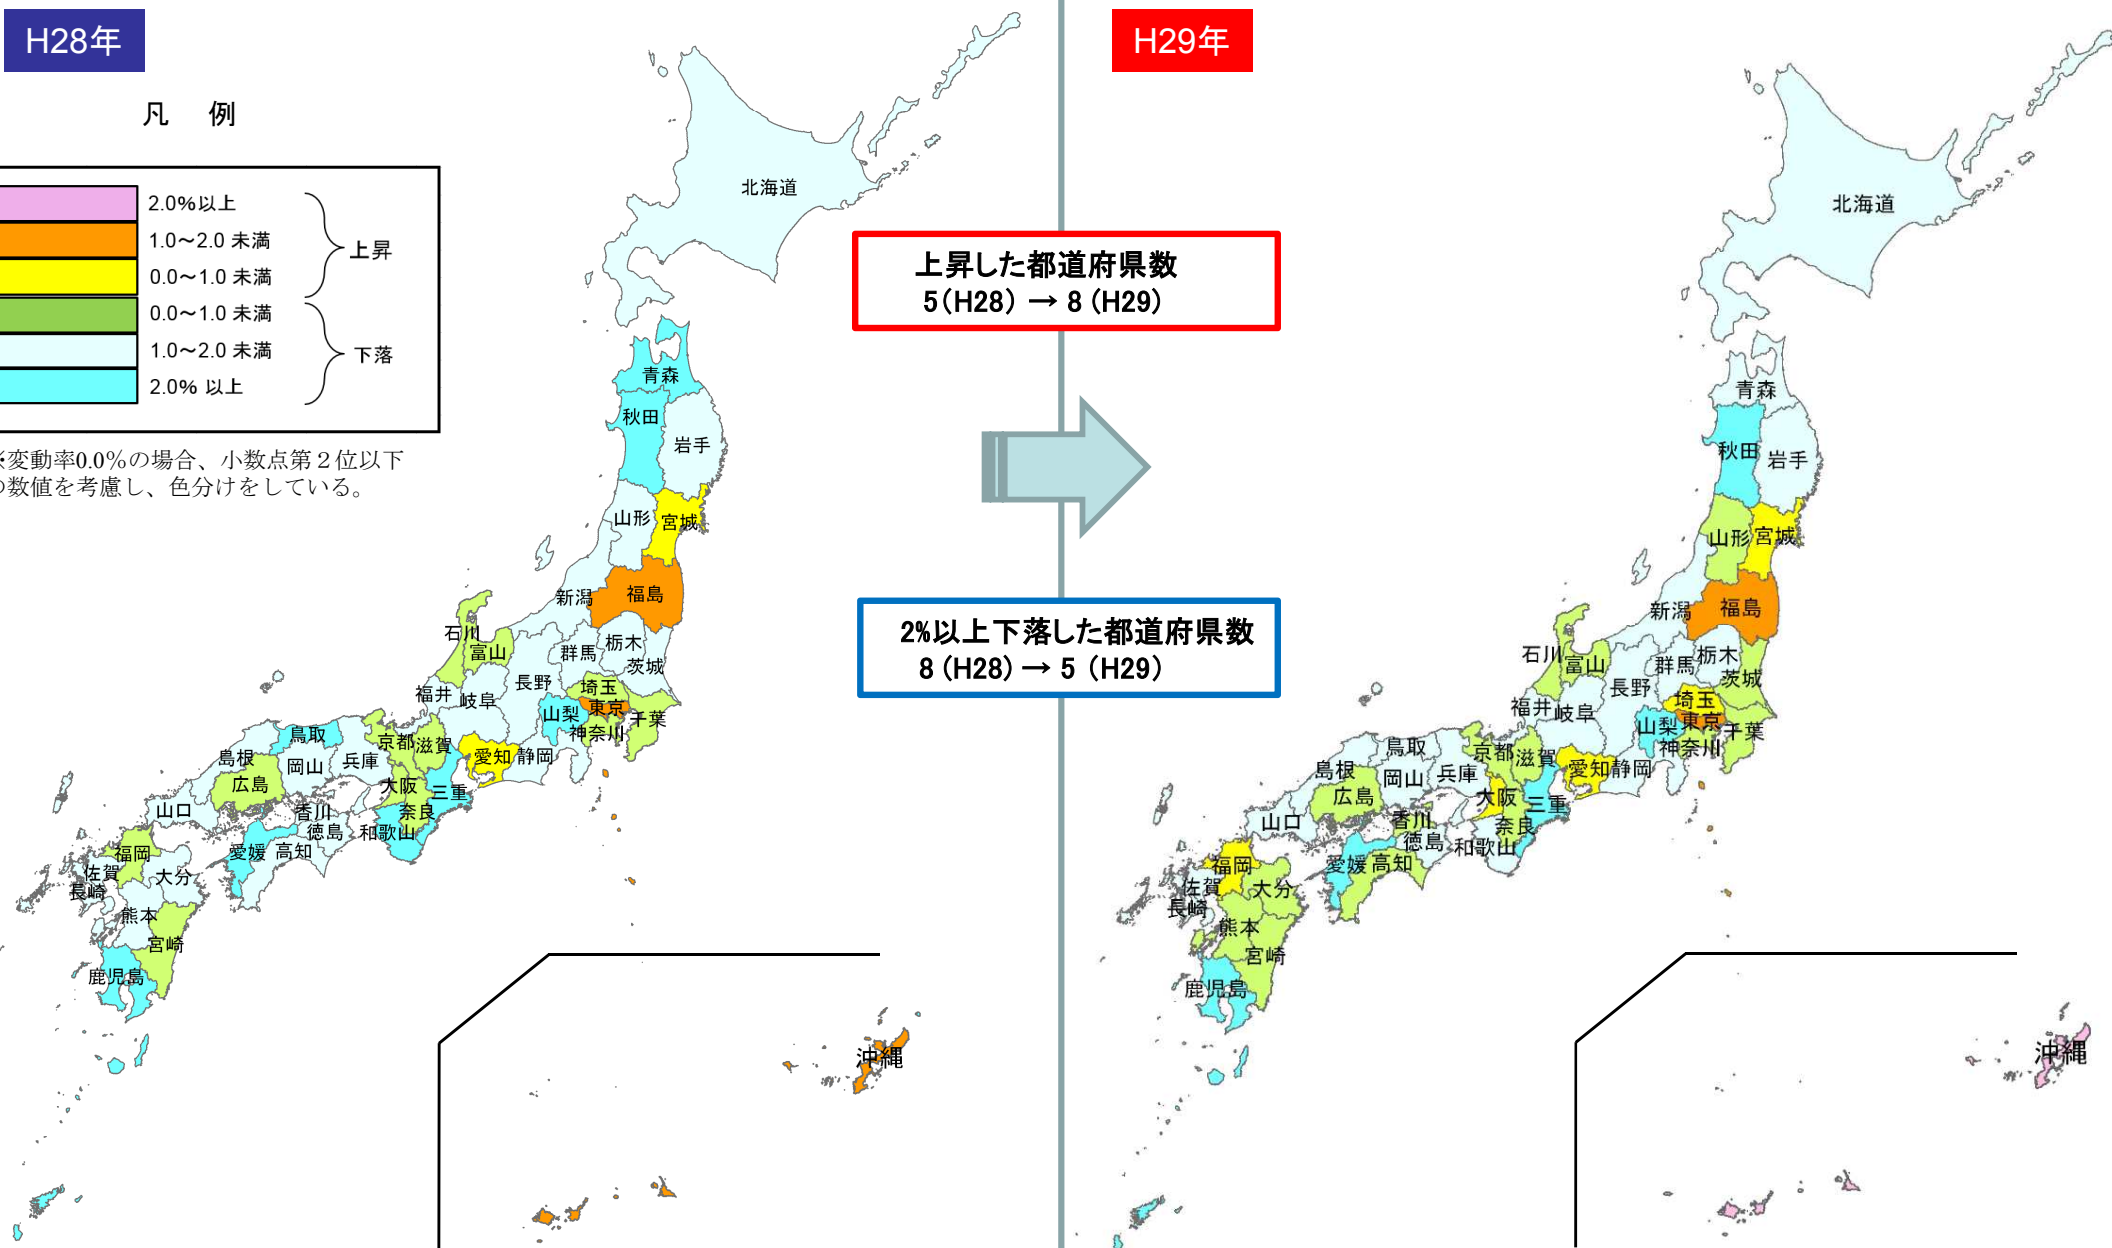 H28年
凡 例
2.0%以上
1.0～2.0 未満
0.0～1.0 未満
上昇
0.0～1.0 未満
1.0～2.0 未満
2.0% 以上
下落
※変動率0.0%の場合、小数点第２位以下
の数値を考慮し、色分けをしている。
北海道
青森
秋田
岩手
山形
宮城
福島
新潟
石川
富山
栃木
群馬
茨城
長野
福井
岐阜
埼玉
東京
山梨
千葉
神奈川
鳥取
京都
滋賀
愛知
静岡
島根
岡山
兵庫
広島
大阪
三重
山口
香川
奈良
徳島
和歌山
福岡
愛媛
高知
佐賀
大分
長崎
熊本
宮崎
鹿児島
沖縄
上昇した都道府県数
5(H28) → 8 (H29)
2%以上下落した都道府県数
8 (H28) → 5 (H29)
H29年
北海道
青森
秋田
岩手
山形
宮城
福島
新潟
石川
富山
栃木
群馬
茨城
長野
福井
岐阜
埼玉
東京
山梨
千葉
神奈川
鳥取
京都
滋賀
愛知
静岡
島根
岡山
兵庫
広島
大阪
三重
山口
香川
奈良
徳島
和歌山
福岡
愛媛
高知
佐賀
大分
長崎
熊本
宮崎
鹿児島
沖縄